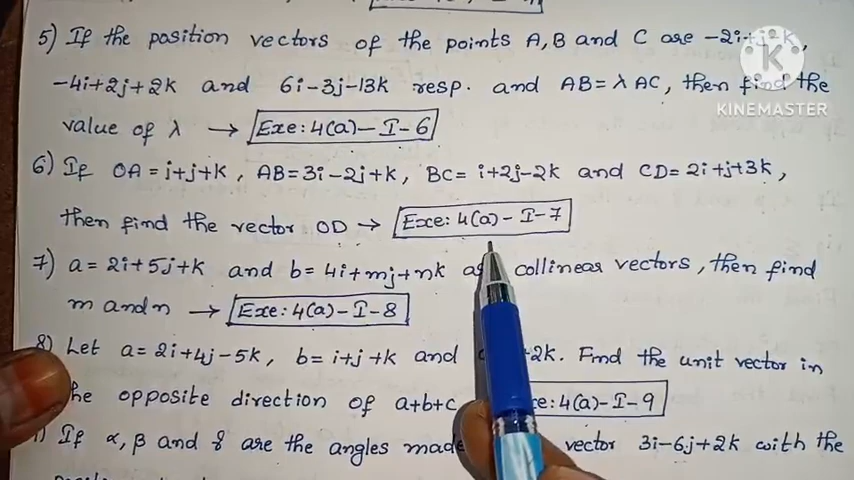 5) If the position vectors of the points A, B and C are -2i+j-k,
-4i+2j+2k and 6i-3j-13k resp. and AB=λ AC, then find the
value of λ → Exe: 4(a)-I-6
6) If OA=i+j+k, AB=3i-2j+k, BC= i+2j-2k and CD=2i+j+3k,
then find the vector OD → Exe: 4(a)-I-7
7) a=2i+5j+k and b=4i+mj+nk collinear vectors, then find
m and n → Exe: 4(a)-I-8
8) Let a=2i+4j-5k, b=i+j+k and +2k. Find the unit vector in
opposite direction of a+b+c 4(a)-I-9
If α, β and γ are the angles made vector 3i-6j+2k with the
K
KINEMASTER